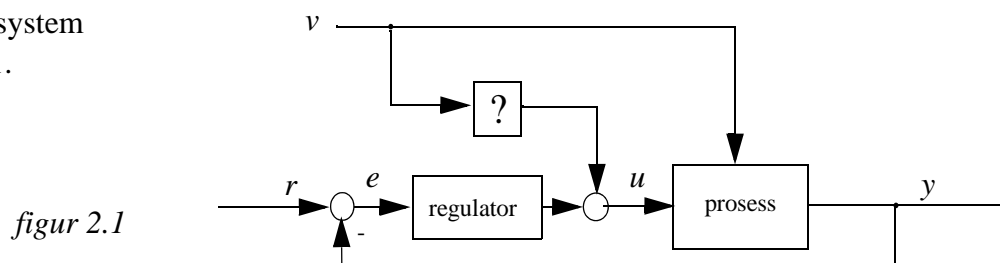 system
.
v
?
r
e
regulator
u
prosess
y
-
figur 2.1